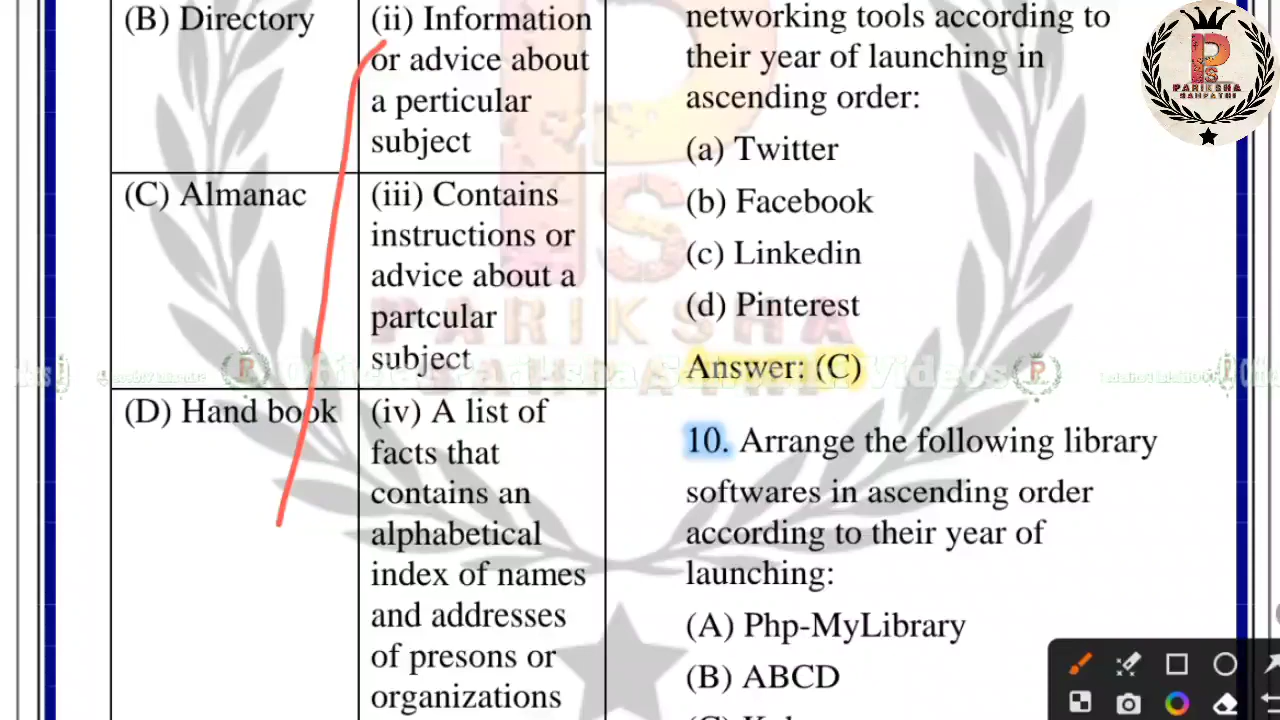 (B) Directory
(ii) Information
or advice about
a perticular
subject
(C) Almanac
(iii) Contains
instructions or
advice about a
partcular
subject
(D) Hand book
(iv) A list of
facts that
contains an
alphabetical
index of names
and addresses
of presons or
organizations
networking tools according to
their year of launching in
ascending order:
(a) Twitter
(b) Facebook
(c) Linkedin
(d) Pinterest
Answer: (C)
10. Arrange the following library
softwares in ascending order
according to their year of
launching:
(A) Php-MyLibrary
(B) ABCD
PARIKSHA
PARIKSHA
SANPATHI